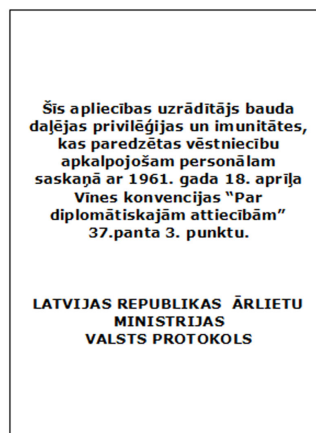 Šīs apliecības uzrādītājs bauda
daļējas privilēģijas un imunitātes,
kas paredzētas vēstniecību
apkalpojošam personālam
saskaņā ar 1961. gada 18. aprīļa
Vīnes konvencijas “Par
diplomātiskajām attiecībām”
37.panta 3. punktu.
LATVIJAS REPUBLIKAS ĀRLIETU
MINISTRIJAS
VALSTS PROTOKOLS